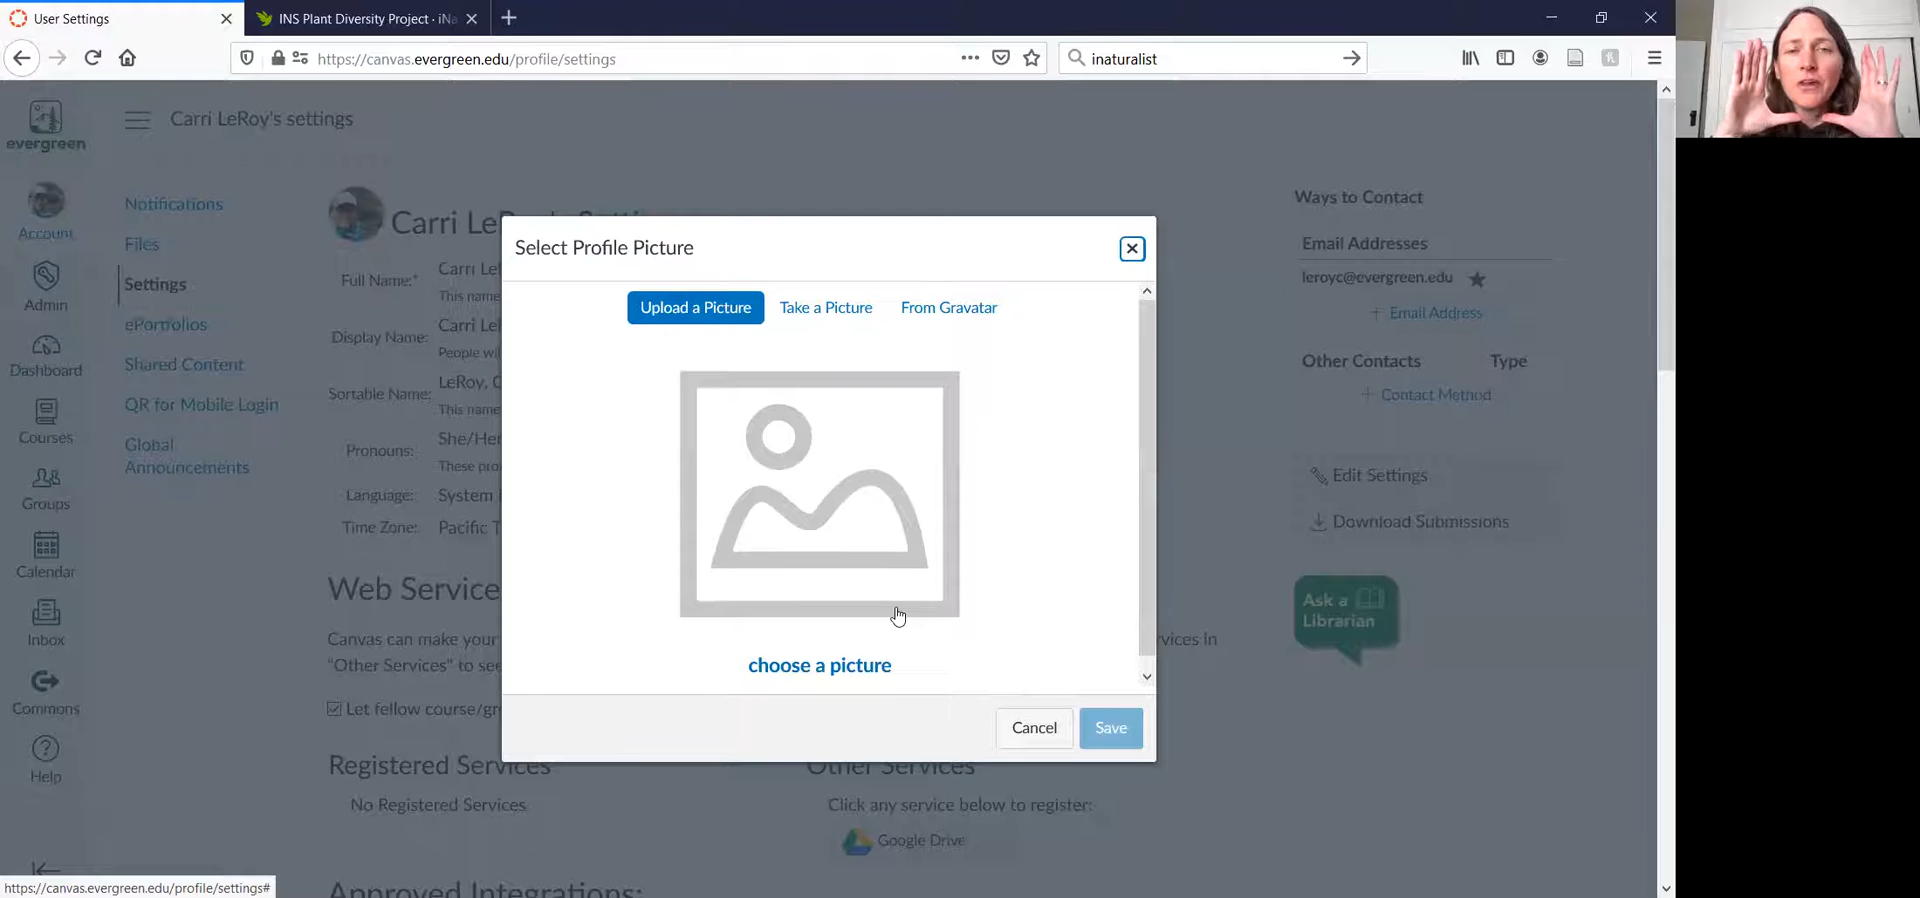 User Settings
INS Plant Diversity Project · iNa
https://canvas.evergreen.edu/profile/settings
inaturalist
evergreen
Carri LeRoy's settings
Account
Admin
Dashboard
Courses
Groups
Calendar
Inbox
Commons
Help
Notifications
Files
Settings
ePortfolios
Shared Content
QR for Mobile Login
Global
Announcements
Carri LeRoy's Setti
Full Name:*
Carri Le
This name
Display Name:
Carri Le
People wil
Sortable Name:
LeRoy, C
This name
Pronouns:
She/Her
These pro
Language:
System
Time Zone:
Pacific T
Web Service
Canvas can make your
"Other Services" to see
rvices in
Let fellow course/gr
Registered Services
No Registered Services
Other Services
Click any service below to register:
Google Drive
Approved Integrations:
Select Profile Picture
Upload a Picture
Take a Picture
From Gravatar
choose a picture
Cancel
Save
Ways to Contact
Email Addresses
leroyc@evergreen.edu
+ Email Address
Other Contacts Type
+ Contact Method
Edit Settings
Download Submissions
Ask a
Librarian
https://canvas.evergreen.edu/profile/settings#